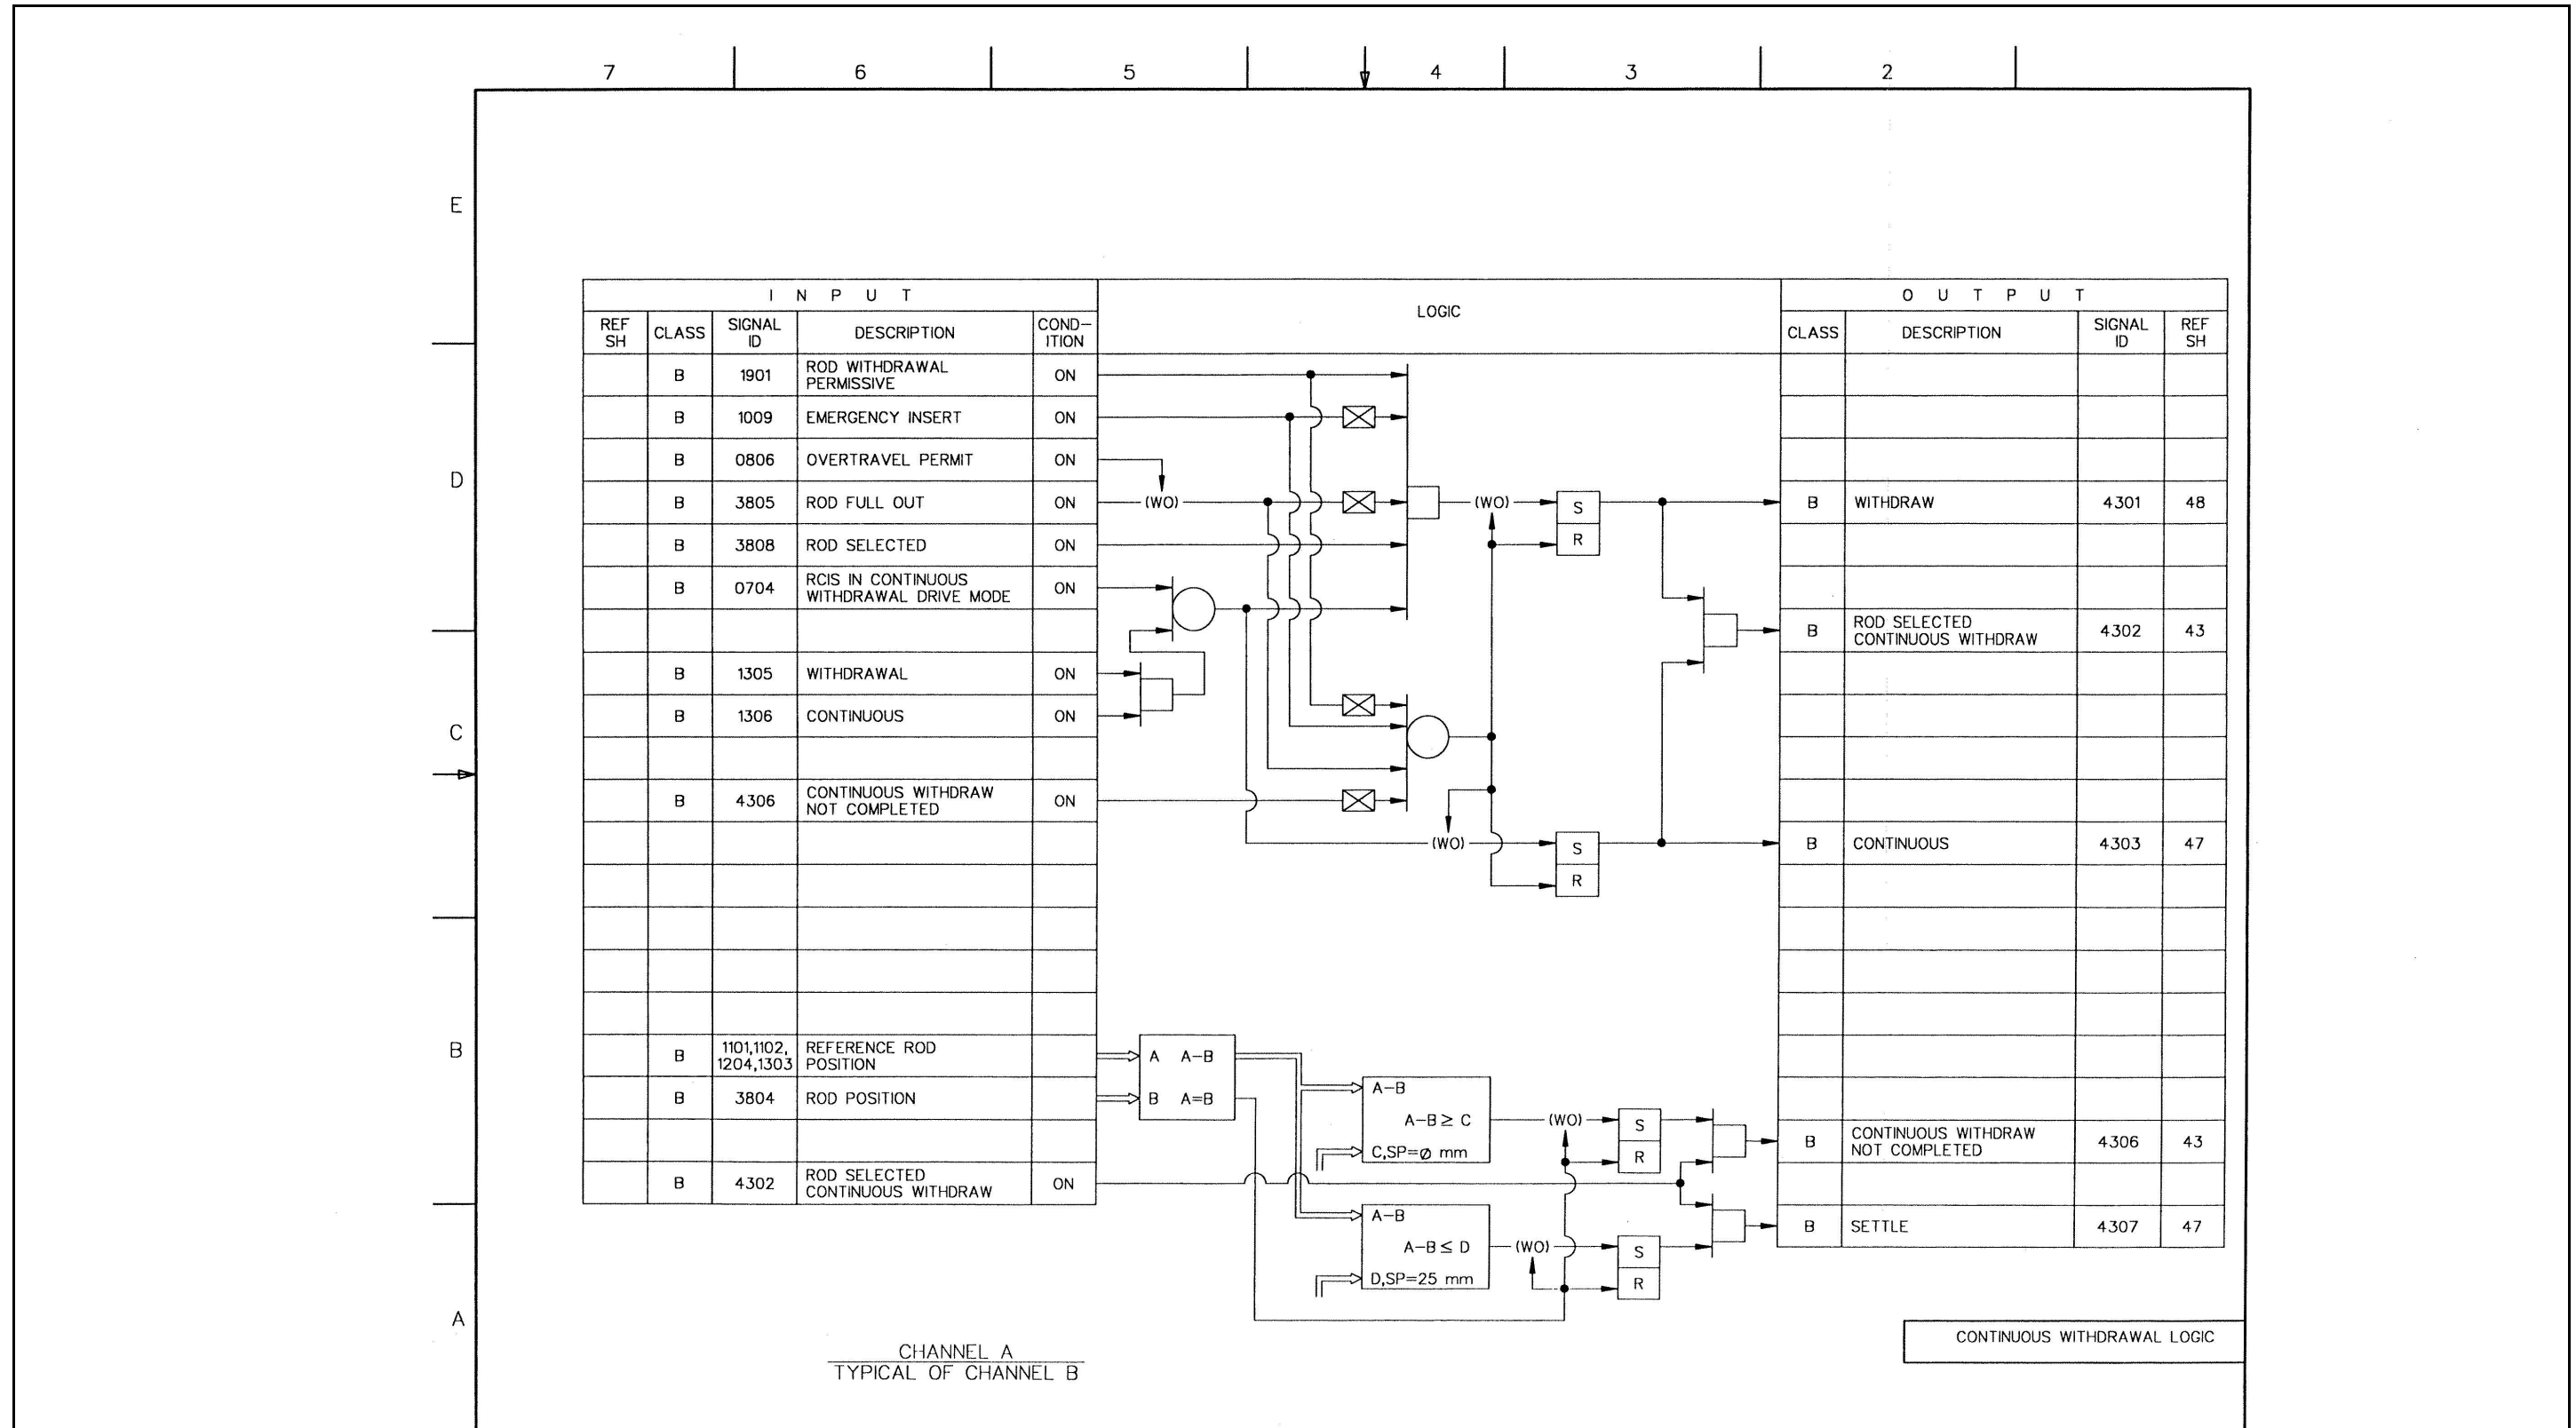 7 6 5 4 3 2
E
D
C
B
A
I N P U T
LOGIC
O U T P U T
REF SH CLASS SIGNAL ID DESCRIPTION COND-ITION
CLASS DESCRIPTION SIGNAL ID REF SH
B 1901 ROD WITHDRAWAL
PERMISSIVE ON
B 1009 EMERGENCY INSERT ON
B 0806 OVERTRAVEL PERMIT ON
B 3805 ROD FULL OUT ON
(WO)
(WO)
S
R
B WITHDRAW 4301 48
B 3808 ROD SELECTED ON
B 0704 RCIS IN CONTINUOUS
WITHDRAWAL DRIVE MODE ON
B ROD SELECTED
CONTINUOUS WITHDRAW 4302 43
B 1305 WITHDRAWAL ON
B 1306 CONTINUOUS ON
B 4306 CONTINUOUS WITHDRAW
NOT COMPLETED ON
(WO)
S
R
B CONTINUOUS 4303 47
B 1101,1102,
1204,1303 REFERENCE ROD
POSITION
B 3804 ROD POSITION
A A-B
B A=B
A-B
A-B≥ C
C,SP=Ø mm
(WO)
S
R
B CONTINUOUS WITHDRAW
NOT COMPLETED 4306 43
B 4302 ROD SELECTED
CONTINUOUS WITHDRAW ON
A-B
A-B≤ D
D,SP=25 mm
(WO)
S
R
B SETTLE 4307 47
CHANNEL A
TYPICAL OF CHANNEL B
CONTINUOUS WITHDRAWAL LOGIC